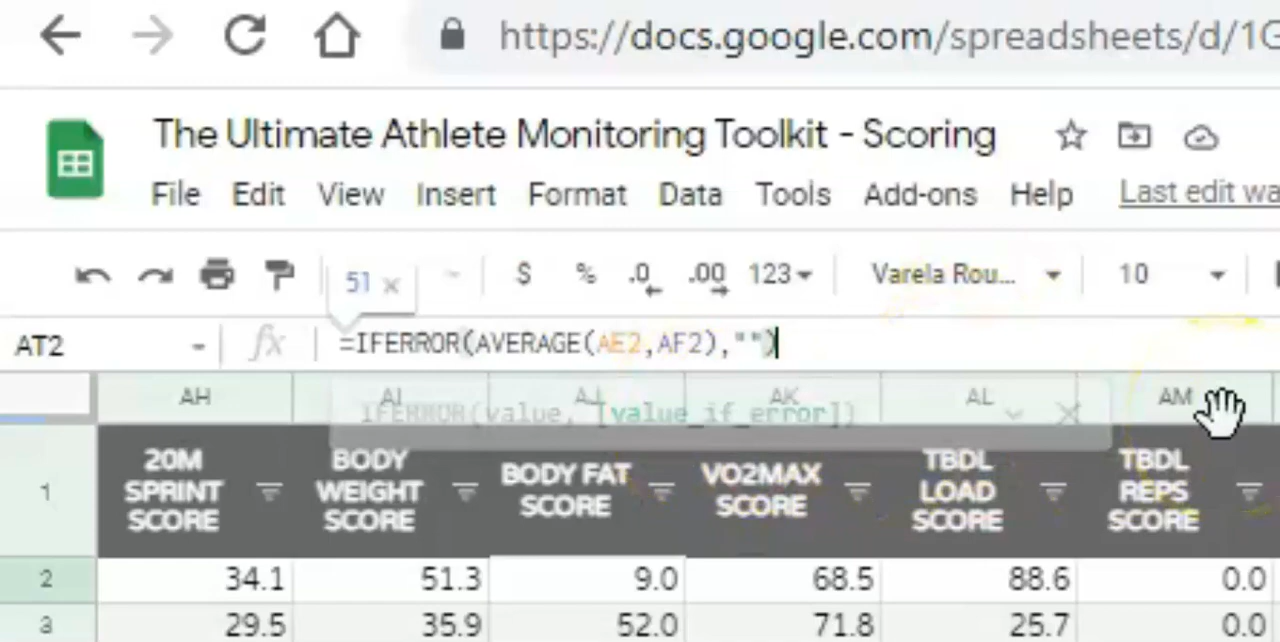 https://docs.google.com/spreadsheets/d/1G
The Ultimate Athlete Monitoring Toolkit - Scoring
File Edit View Insert Format Data Tools Add-ons Help Last edit wa
51 × $ % .0 .00 123 Varela Rou... 10
AT2 fx =IFERROR(AVERAGE(AE2,AF2),"")
AH AI AJ AK AL AM
IFERROR(value, [value_if_error])
1 20M SPRINT SCORE BODY WEIGHT SCORE BODY FAT SCORE VO2MAX SCORE TBDL LOAD SCORE TBDL REPS SCORE
2 34.1 51.3 9.0 68.5 88.6 0.0
3 29.5 35.9 52.0 71.8 25.7 0.0